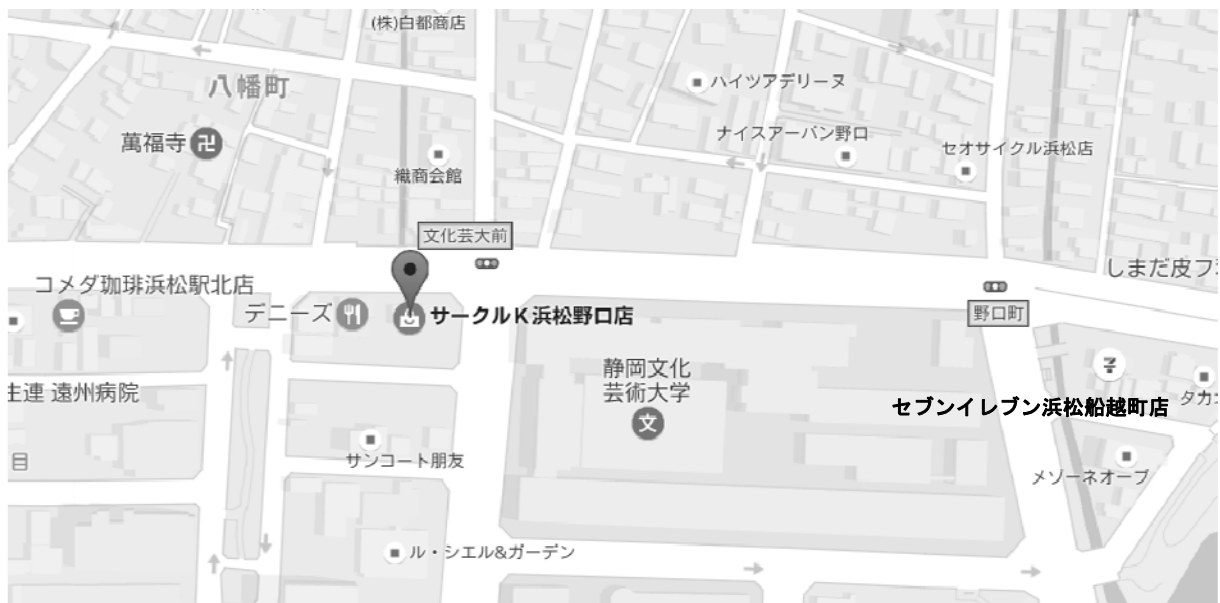 (株)白都商店
八幡町
ハイツアデリーヌ
萬福寺
卍
ナイスアーバン野口
セオサイクル浜松店
織商会館
文化芸大前
しまだ皮フ
コメダ珈琲浜松駅北店
デニーズ
サークルK浜松野口店
野口町
静岡文化
芸術大学
文
生連 遠州病院
セブンイレブン浜松船越町店
タカ
サンコート朋友
メゾーネオーブ
ル・シエル&ガーデン